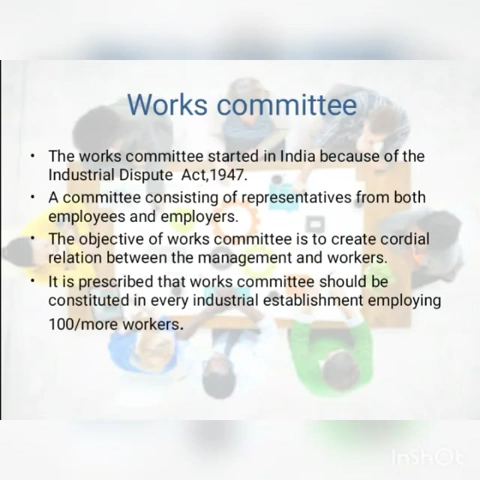 Works committee
• The works committee started in India because of the
Industrial Dispute Act,1947.
• A committee consisting of representatives from both
employees and employers.
• The objective of works committee is to create cordial
relation between the management and workers.
• It is prescribed that works committee should be
constituted in every industrial establishment employing
100/more workers.
InShOt